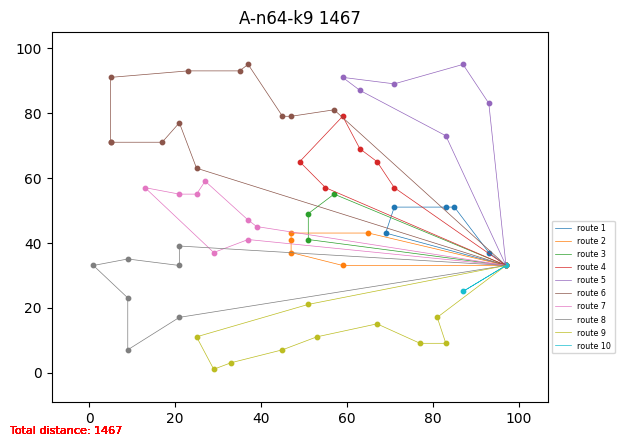 A-n64-k9 1467
100
80
60
40
20
0
0 20 40 60 80 100
route 1
route 2
route 3
route 4
route 5
route 6
route 7
route 8
route 9
route 10
Total distance: 1467